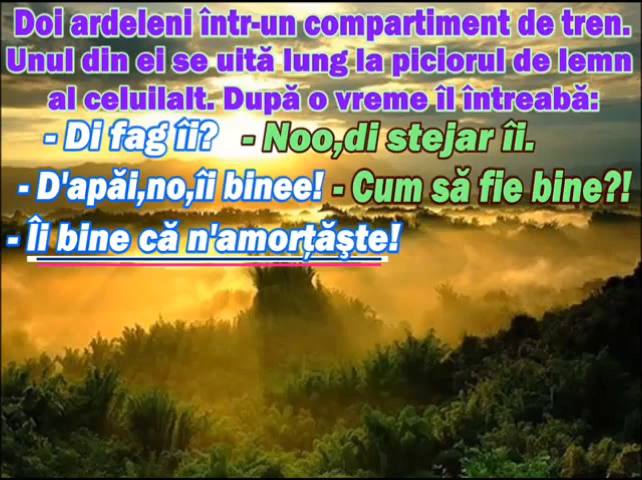 Doi ardeleni într-un compartiment de tren.
Unul din ei se uită lung la piciorul de lemn
al celuilalt. După o vreme îl întreabă:
- Di fag îi? - Noo,di stejar îi.
- D'apăi,no,îi binee! - Cum să fie bine?!
- Îi bine că n'amorțăşte!